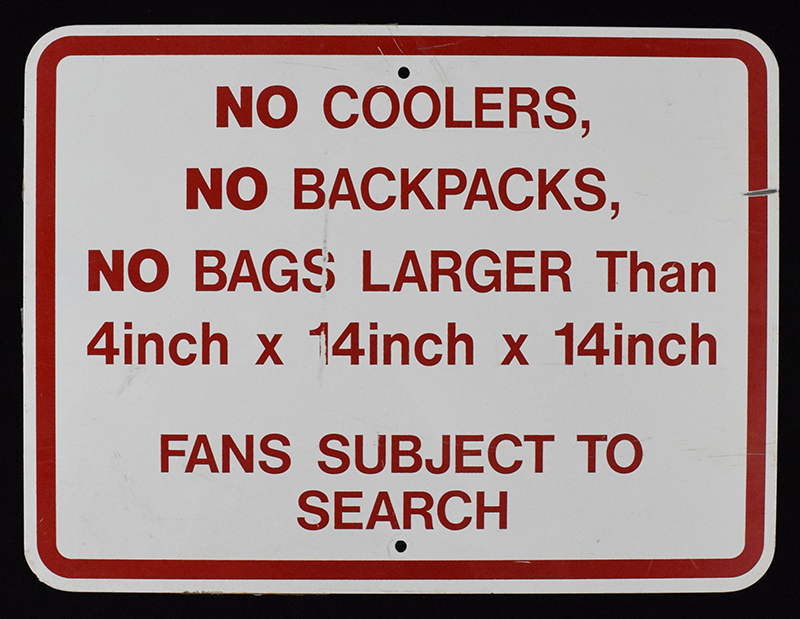 NO COOLERS,
NO BACKPACKS,
NO BAGS LARGER Than
4inch x 14inch x 14inch
FANS SUBJECT TO
SEARCH